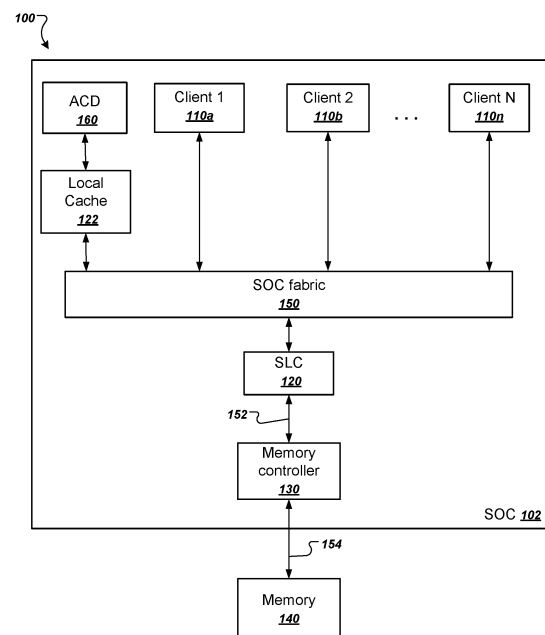 100
ACD
160
Client 1
110a
Client 2
110b
. . .
Client N
110n
Local
Cache
122
SOC fabric
150
SLC
120
152
Memory
controller
130
SOC 102
154
Memory
140